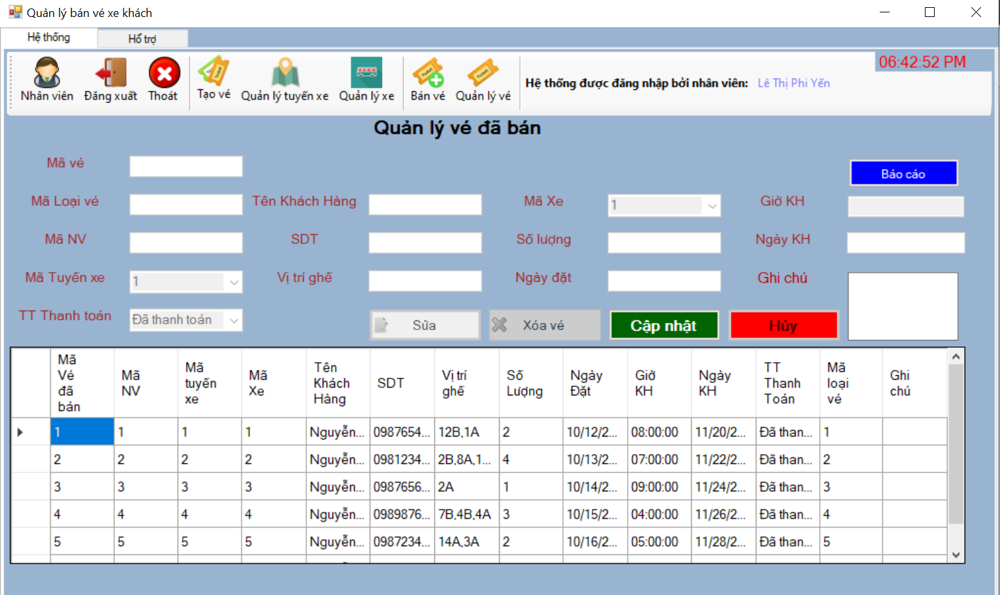 Quản lý bán vé xe khách
Hệ thống
Hổ trợ
Nhân viên
Đăng xuất
Thoát
Tạo vé
Quản lý tuyến xe
Quản lý xe
Bán vé
Quản lý vé
Hệ thống được đăng nhập bởi nhân viên: Lê Thị Phi Yến
06:42:52 PM
Quản lý vé đã bán
Mã vé
Báo cáo
Mã Loại vé
Tên Khách Hàng
Mã Xe
1
Giờ KH
Mã NV
SDT
Số lượng
Ngày KH
Mã Tuyến xe
1
Vị trí ghế
Ngày đặt
Ghi chú
TT Thanh toán
Đã thanh toán
Sửa
Xóa vé
Cập nhật
Hủy
Mã Vé đã bán
Mã NV
Mã tuyến xe
Mã Xe
Tên Khách Hàng
SDT
Vị trí ghế
Số Lượng
Ngày Đặt
Giờ KH
Ngày KH
TT Thanh Toán
Mã loại vé
Ghi chú
1 1 1 1 Nguyễn... 0987654... 12B,1A 2 10/12/2... 08:00:00 11/20/2... Đã than... 1
2 2 2 2 Nguyễn... 0981234... 2B,8A,1... 4 10/13/2... 07:00:00 11/22/2... Đã than... 2
3 3 3 3 Nguyễn... 0987656... 2A 1 10/14/2... 09:00:00 11/24/2... Đã than... 3
4 4 4 4 Nguyễn... 0989876... 7B,4B,4A 3 10/15/2... 04:00:00 11/26/2... Đã than... 4
5 5 5 5 Nguyễn... 0987234... 14A,3A 2 10/16/2... 05:00:00 11/28/2... Đã than... 5